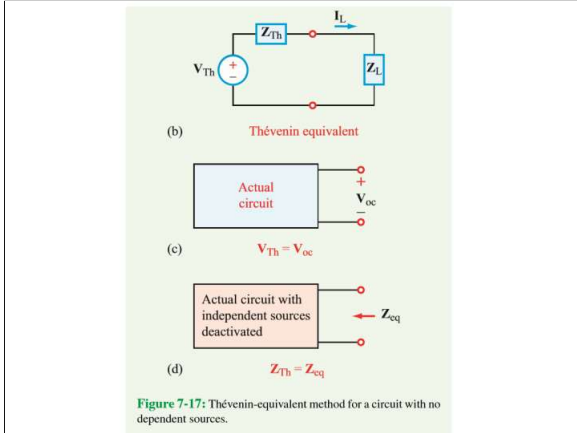 I_L
Z_Th
V_Th
+
−
Z_L
(b) Thévenin equivalent
Actual
circuit
+
V_oc
−
(c) V_Th = V_oc
Actual circuit with
independent sources
deactivated
Z_eq
(d) Z_Th = Z_eq
Figure 7-17: Thévenin-equivalent method for a circuit with no
dependent sources.